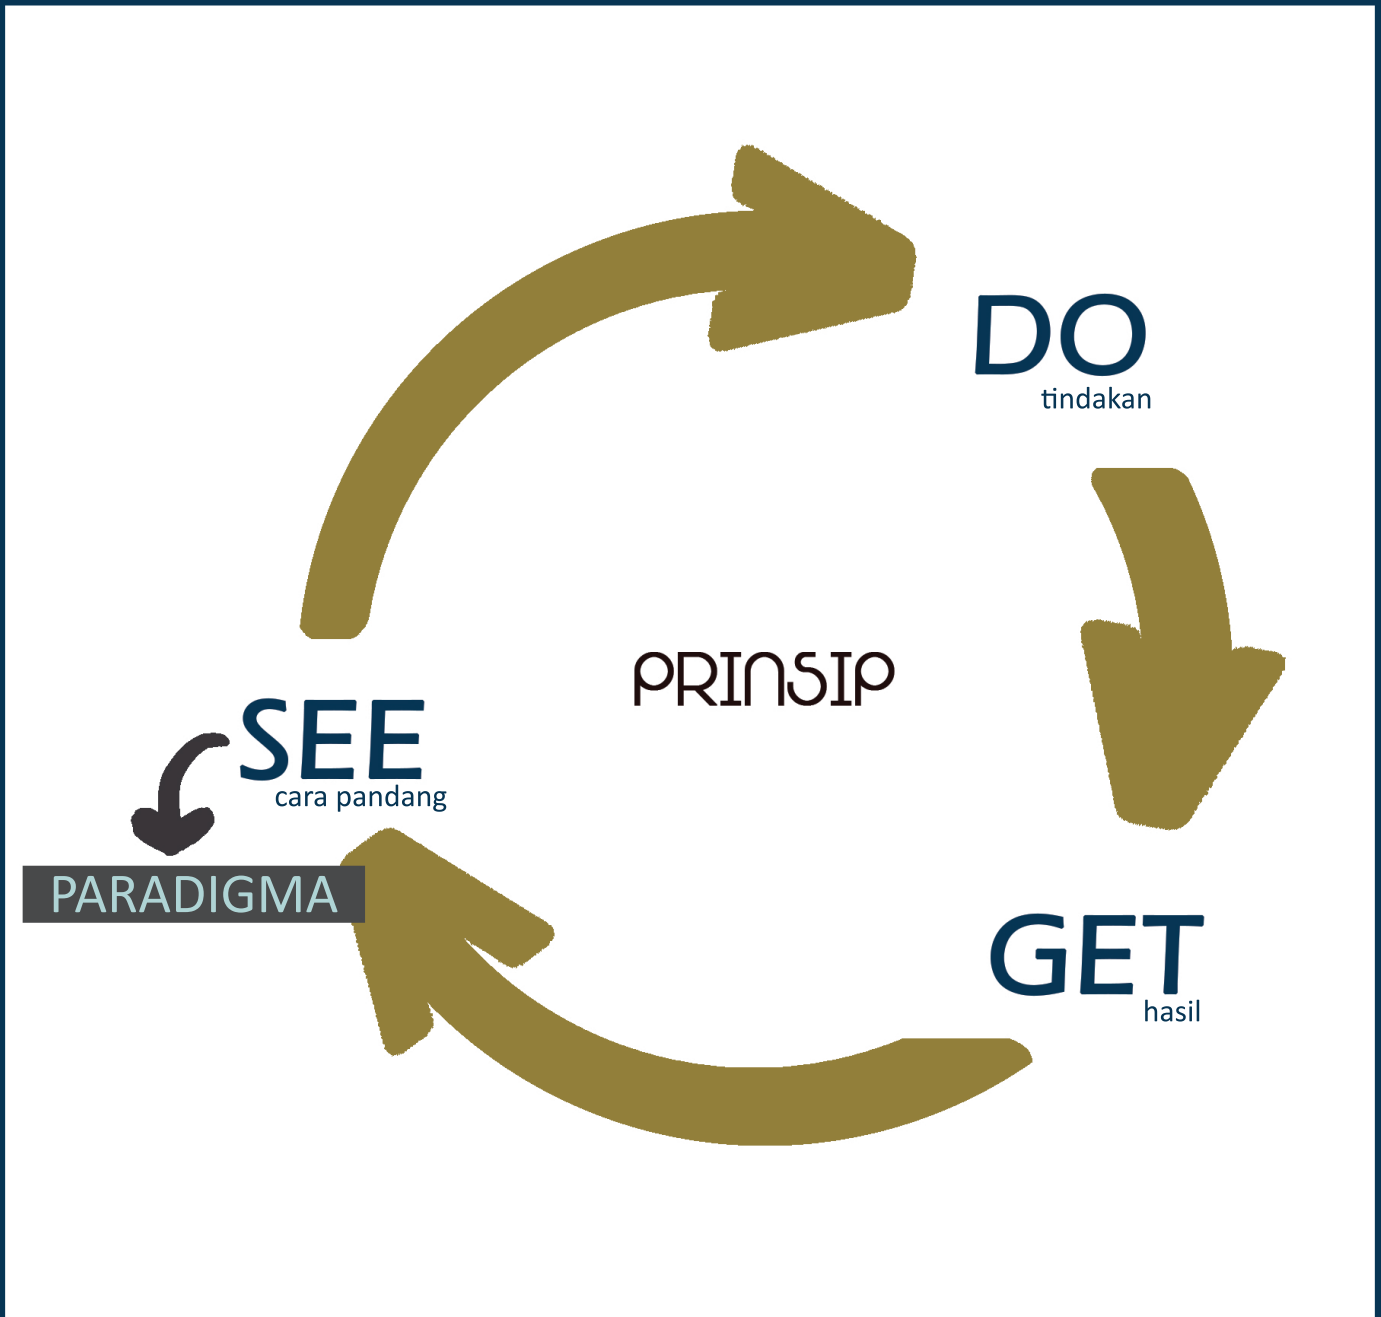 DO
tindakan
PRINSIP
SEE
cara pandang
PARADIGMA
GET
hasil